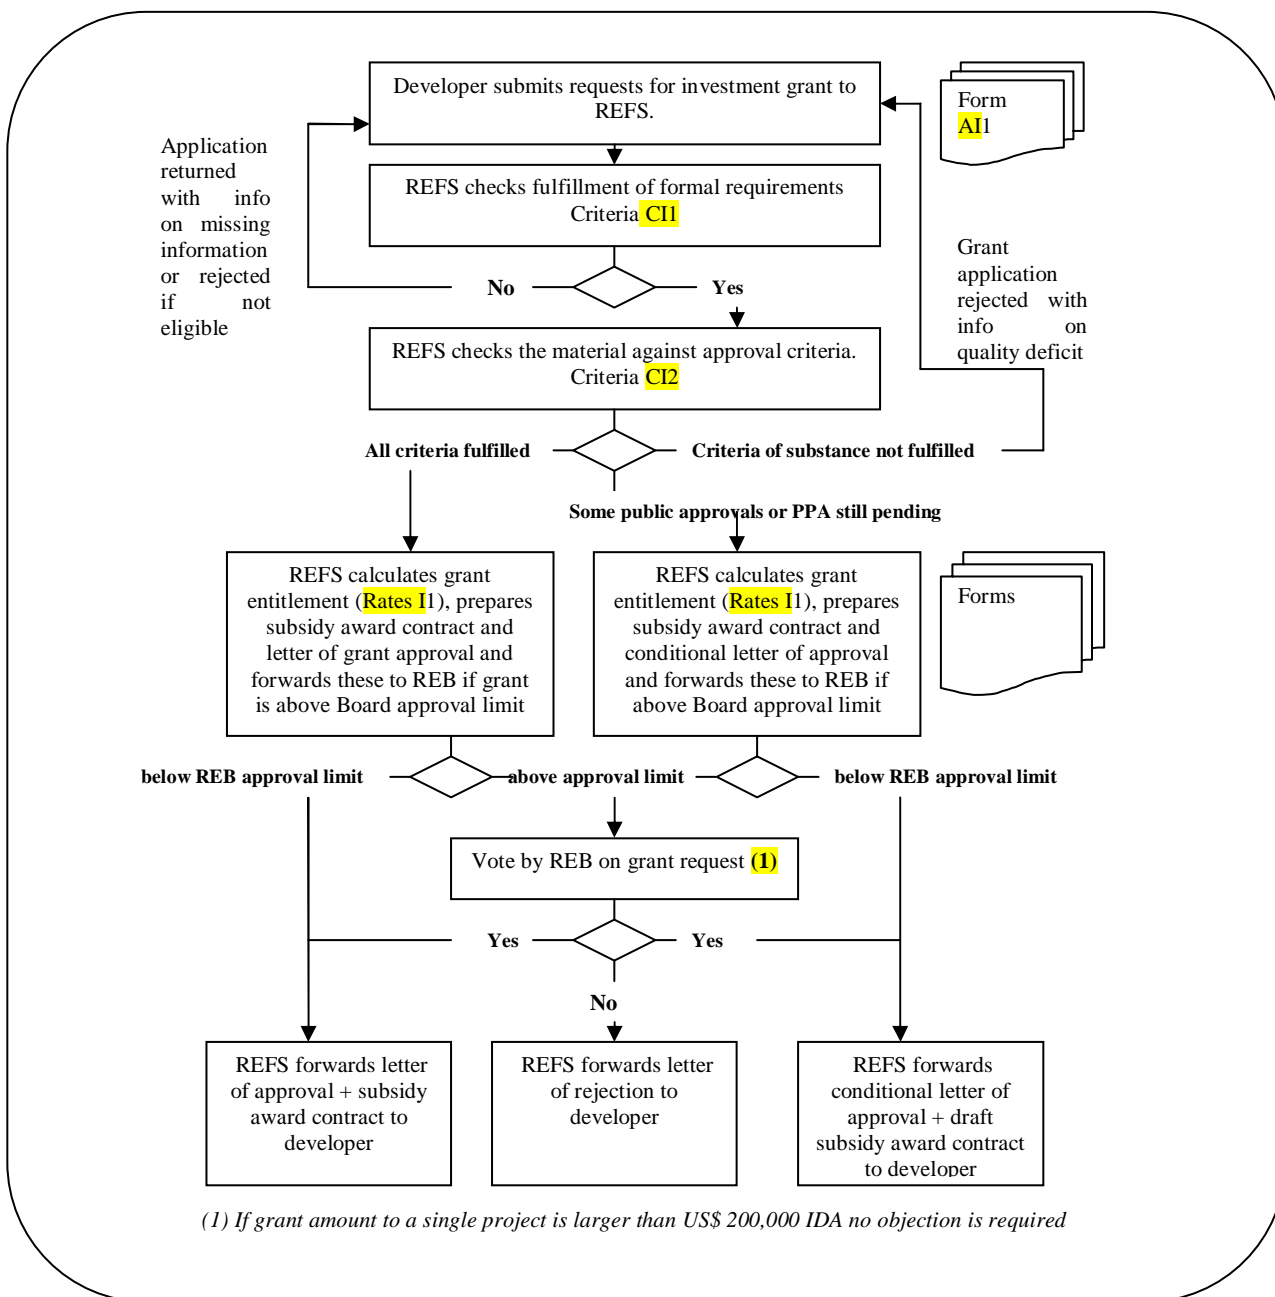 Developer submits requests for investment grant to
REFS.
Form
AI1
Application
returned
with info
on missing
information
or rejected
if not
eligible
REFS checks fulfillment of formal requirements
Criteria CI1
Grant
application
rejected with
info on
quality deficit
No
Yes
REFS checks the material against approval criteria.
Criteria CI2
All criteria fulfilled
Criteria of substance not fulfilled
Some public approvals or PPA still pending
REFS calculates grant
entitlement (Rates I1), prepares
subsidy award contract and
letter of grant approval and
forwards these to REB if grant
is above Board approval limit
REFS calculates grant
entitlement (Rates I1), prepares
subsidy award contract and
conditional letter of approval
and forwards these to REB if
above Board approval limit
Forms
below REB approval limit
above approval limit
below REB approval limit
Vote by REB on grant request (1)
Yes
Yes
No
REFS forwards letter
of approval + subsidy
award contract to
developer
REFS forwards letter
of rejection to
developer
REFS forwards
conditional letter of
approval + draft
subsidy award contract
to developer
(1) If grant amount to a single project is larger than US$ 200,000 IDA no objection is required